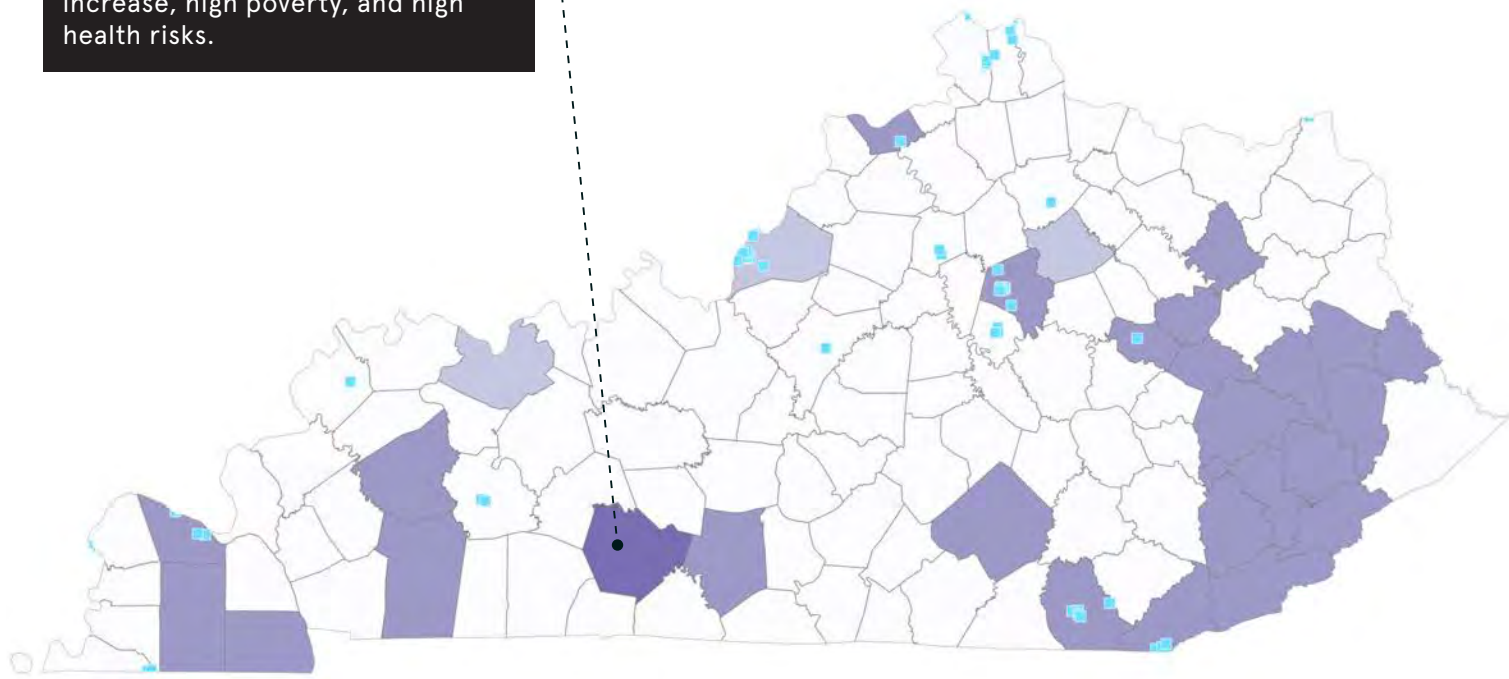 increase, high poverty, and high
health risks.